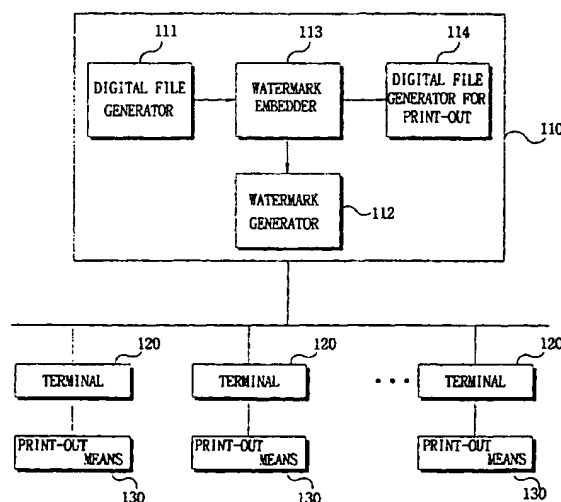 111
113
114
DIGITAL FILE
GENERATOR
WATERMARK
EMBEDDER
DIGITAL FILE
GENERATOR FOR
PRINT-OUT
110
WATERMARK
GENERATOR
112
120
120
120
TERMINAL
TERMINAL
• • •
TERMINAL
PRINT-OUT
MEANS
PRINT-OUT
MEANS
PRINT-OUT
MEANS
130
130
130